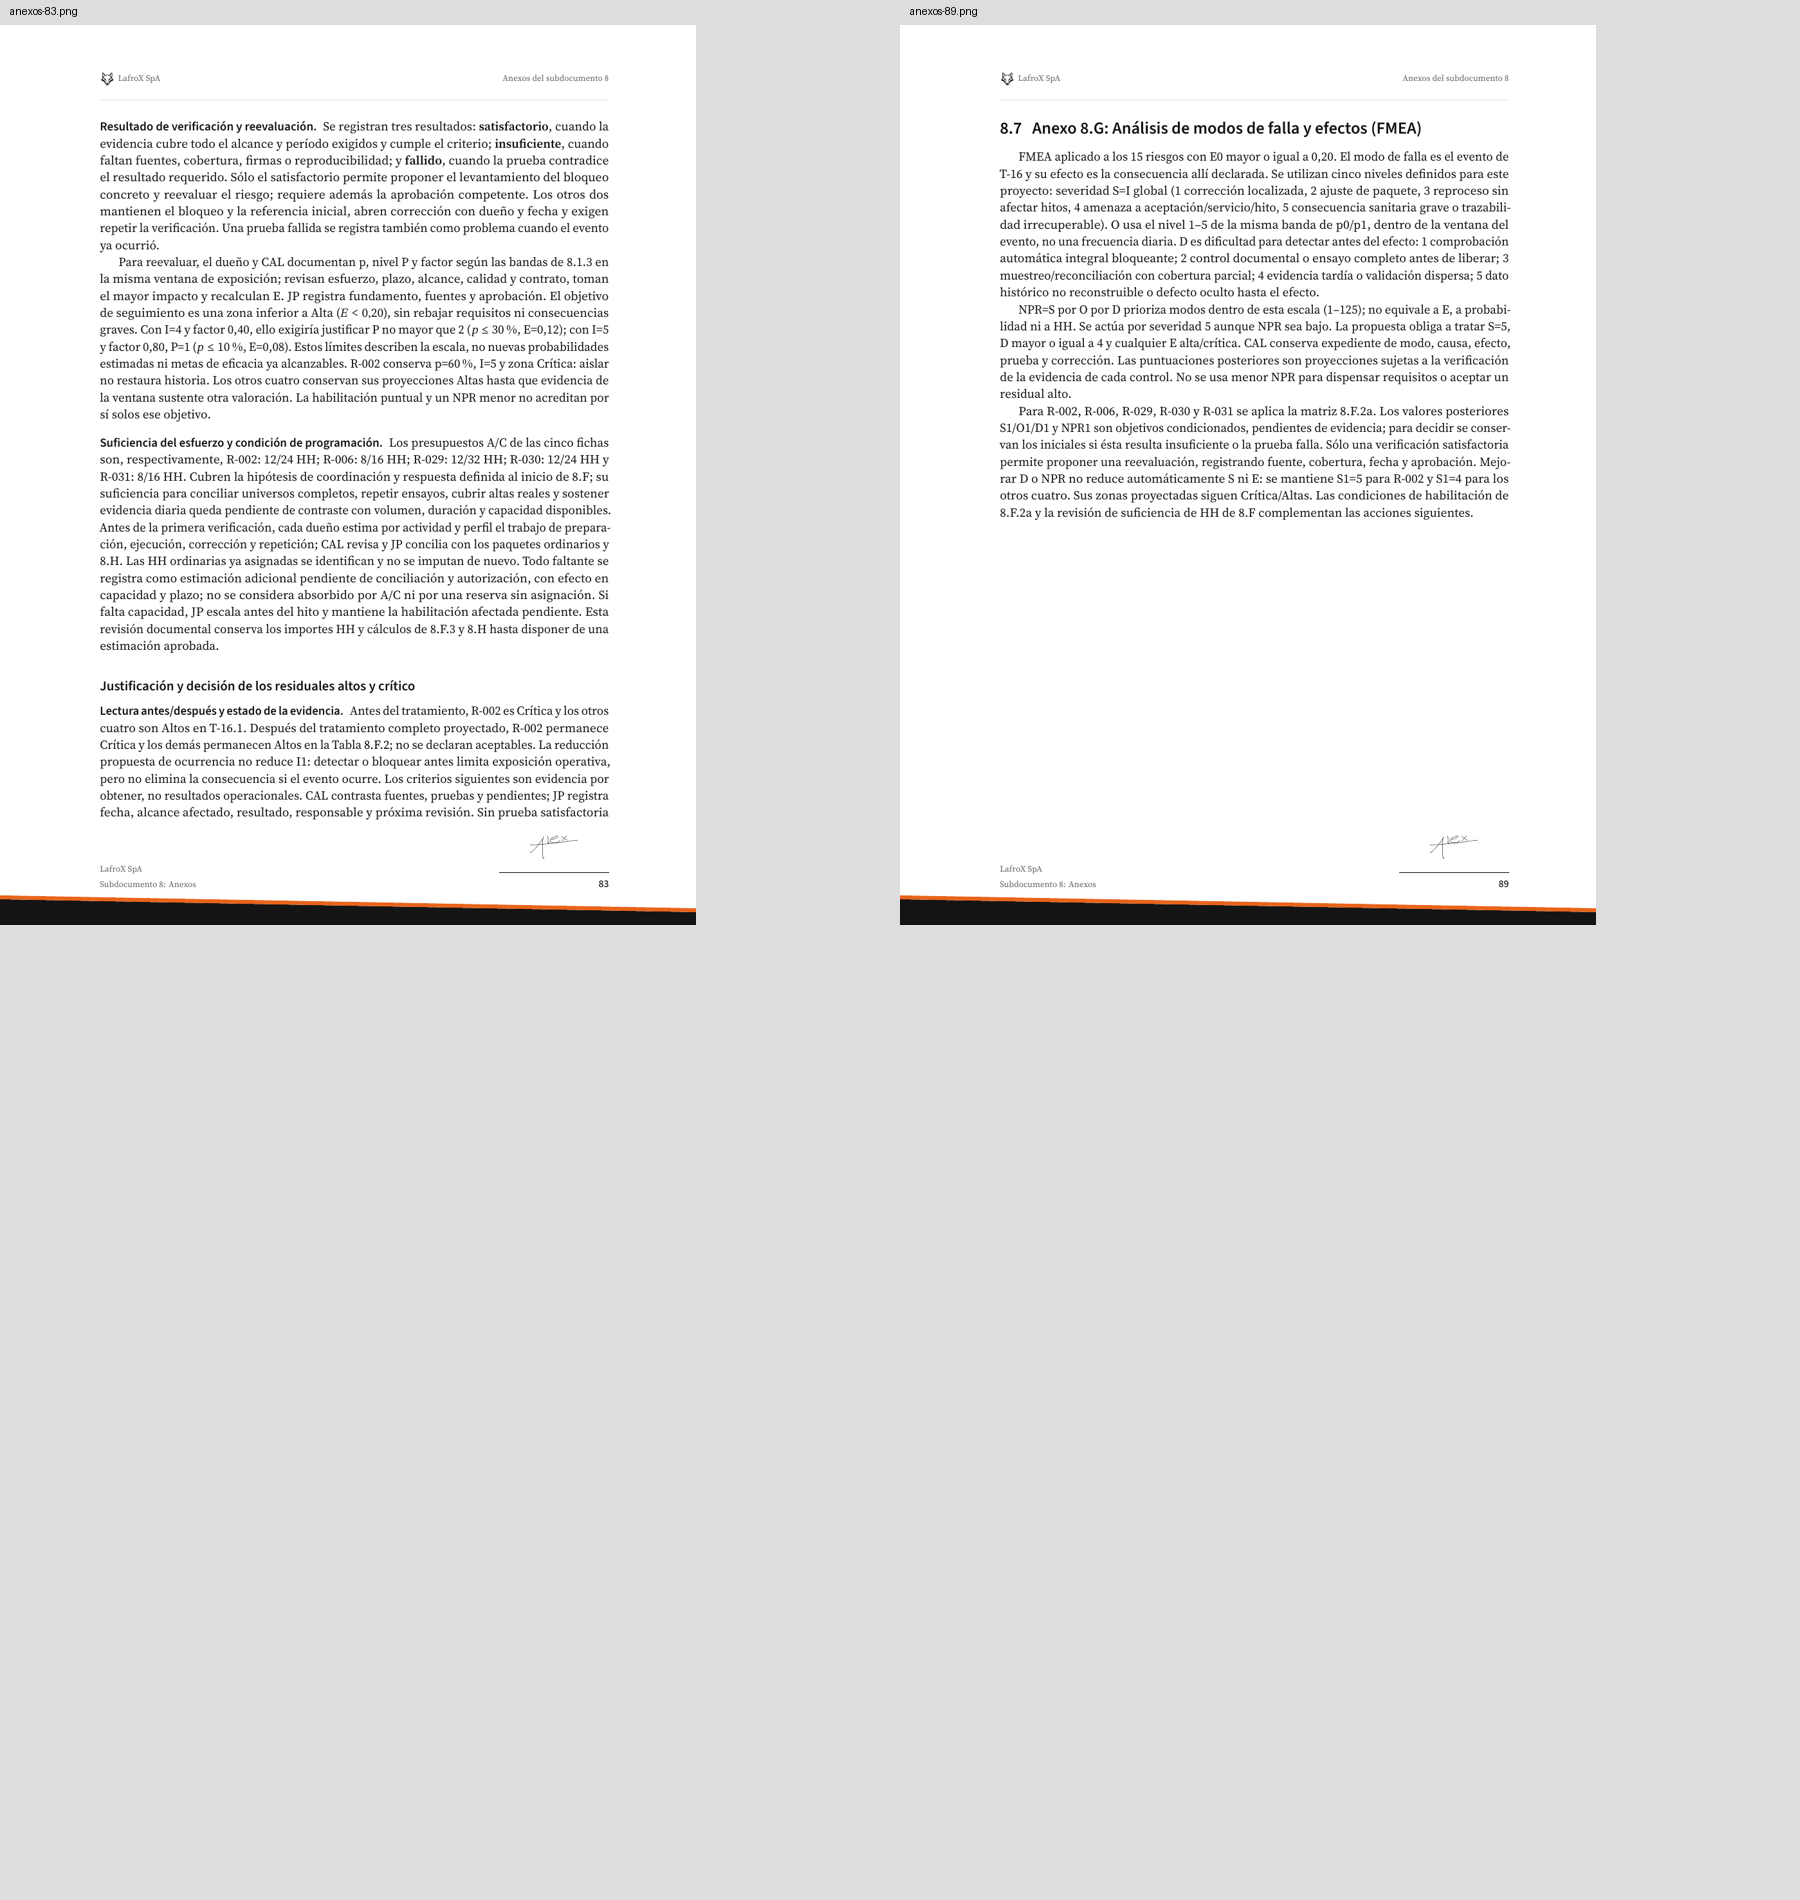 anexos-83.png
LafroX SpA
Anexos del subdocumento 8
Resultado de verificación y reevaluación. Se registran tres resultados: satisfactorio, cuando la
evidencia cubre todo el alcance y período exigidos y cumple el criterio; insuficiente, cuando
faltan fuentes, cobertura, firmas o reproducibilidad; y fallido, cuando la prueba contradice
el resultado requerido. Sólo el satisfactorio permite proponer el levantamiento del bloqueo
concreto y reevaluar el riesgo; requiere además la aprobación competente. Los otros dos
mantienen el bloqueo y la referencia inicial, abren corrección con dueño y fecha y exigen
repetir la verificación. Una prueba fallida se registra también como problema cuando el evento
ya ocurrió.
Para reevaluar, el dueño y CAL documentan p, nivel P y factor según las bandas de 8.1.3 en
la misma ventana de exposición; revisan esfuerzo, plazo, alcance, calidad y contrato, toman
el mayor impacto y recalculan E. JP registra fundamento, fuentes y aprobación. El objetivo
de seguimiento es una zona inferior a Alta (E < 0,20), sin rebajar requisitos ni consecuencias
graves. Con I=4 y factor 0,40, ello exigiría justificar P no mayor que 2 (p ≤ 30 %, E=0,12); con I=5
y factor 0,80, P=1 (p ≤ 10 %, E=0,08). Estos límites describen la escala, no nuevas probabilidades
estimadas ni metas de eficacia ya alcanzables. R-002 conserva p=60 %, I=5 y zona Crítica: aislar
no restaura historia. Los otros cuatro conservan sus proyecciones Altas hasta que evidencia de
la ventana sustente otra valoración. La habilitación puntual y un NPR menor no acreditan por
sí solos ese objetivo.
Suficiencia del esfuerzo y condición de programación. Los presupuestos A/C de las cinco fichas
son, respectivamente, R-002: 12/24 HH; R-006: 8/16 HH; R-029: 12/32 HH; R-030: 12/24 HH y
R-031: 8/16 HH. Cubren la hipótesis de coordinación y respuesta definida al inicio de 8.F; su
suficiencia para conciliar universos completos, repetir ensayos, cubrir altas reales y sostener
evidencia diaria queda pendiente de contraste con volumen, duración y capacidad disponibles.
Antes de la primera verificación, cada dueño estima por actividad y perfil el trabajo de prepara-
ción, ejecución, corrección y repetición; CAL revisa y JP concilia con los paquetes ordinarios y
8.H. Las HH ordinarias ya asignadas se identifican y no se imputan de nuevo. Todo faltante se
registra como estimación adicional pendiente de conciliación y autorización, con efecto en
capacidad y plazo; no se considera absorbido por A/C ni por una reserva sin asignación. Si
falta capacidad, JP escala antes del hito y mantiene la habilitación afectada pendiente. Esta
revisión documental conserva los importes HH y cálculos de 8.F.3 y 8.H hasta disponer de una
estimación aprobada.
Justificación y decisión de los residuales altos y crítico
Lectura antes/después y estado de la evidencia. Antes del tratamiento, R-002 es Crítica y los otros
cuatro son Altos en T-16.1. Después del tratamiento completo proyectado, R-002 permanece
Crítica y los demás permanecen Altos en la Tabla 8.F.2; no se declaran aceptables. La reducción
propuesta de ocurrencia no reduce I1: detectar o bloquear antes limita exposición operativa,
pero no elimina la consecuencia si el evento ocurre. Los criterios siguientes son evidencia por
obtener, no resultados operacionales. CAL contrasta fuentes, pruebas y pendientes; JP registra
fecha, alcance afectado, resultado, responsable y próxima revisión. Sin prueba satisfactoria
Alex
LafroX SpA
Subdocumento 8: Anexos
83
anexos-89.png
LafroX SpA
Anexos del subdocumento 8
8.7 Anexo 8.G: Análisis de modos de falla y efectos (FMEA)
FMEA aplicado a los 15 riesgos con E0 mayor o igual a 0,20. El modo de falla es el evento de
T-16 y su efecto es la consecuencia allí declarada. Se utilizan cinco niveles definidos para este
proyecto: severidad S=I global (1 corrección localizada, 2 ajuste de paquete, 3 reproceso sin
afectar hitos, 4 amenaza a aceptación/servicio/hito, 5 consecuencia sanitaria grave o trazabili-
dad irrecuperable). O usa el nivel 1–5 de la misma banda de p0/p1, dentro de la ventana del
evento, no una frecuencia diaria. D es dificultad para detectar antes del efecto: 1 comprobación
automática integral bloqueante; 2 control documental o ensayo completo antes de liberar; 3
muestreo/reconciliación con cobertura parcial; 4 evidencia tardía o validación dispersa; 5 dato
histórico no reconstruible o defecto oculto hasta el efecto.
NPR=S por O por D prioriza modos dentro de esta escala (1–125); no equivale a E, a probabi-
lidad ni a HH. Se actúa por severidad 5 aunque NPR sea bajo. La propuesta obliga a tratar S=5,
D mayor o igual a 4 y cualquier E alta/crítica. CAL conserva expediente de modo, causa, efecto,
prueba y corrección. Las puntuaciones posteriores son proyecciones sujetas a la verificación
de la evidencia de cada control. No se usa menor NPR para dispensar requisitos o aceptar un
residual alto.
Para R-002, R-006, R-029, R-030 y R-031 se aplica la matriz 8.F.2a. Los valores posteriores
S1/O1/D1 y NPR1 son objetivos condicionados, pendientes de evidencia; para decidir se conser-
van los iniciales si ésta resulta insuficiente o la prueba falla. Sólo una verificación satisfactoria
permite proponer una reevaluación, registrando fuente, cobertura, fecha y aprobación. Mejo-
rar D o NPR no reduce automáticamente S ni E: se mantiene S1=5 para R-002 y S1=4 para los
otros cuatro. Sus zonas proyectadas siguen Crítica/Altas. Las condiciones de habilitación de
8.F.2a y la revisión de suficiencia de HH de 8.F complementan las acciones siguientes.
Alex
LafroX SpA
Subdocumento 8: Anexos
89